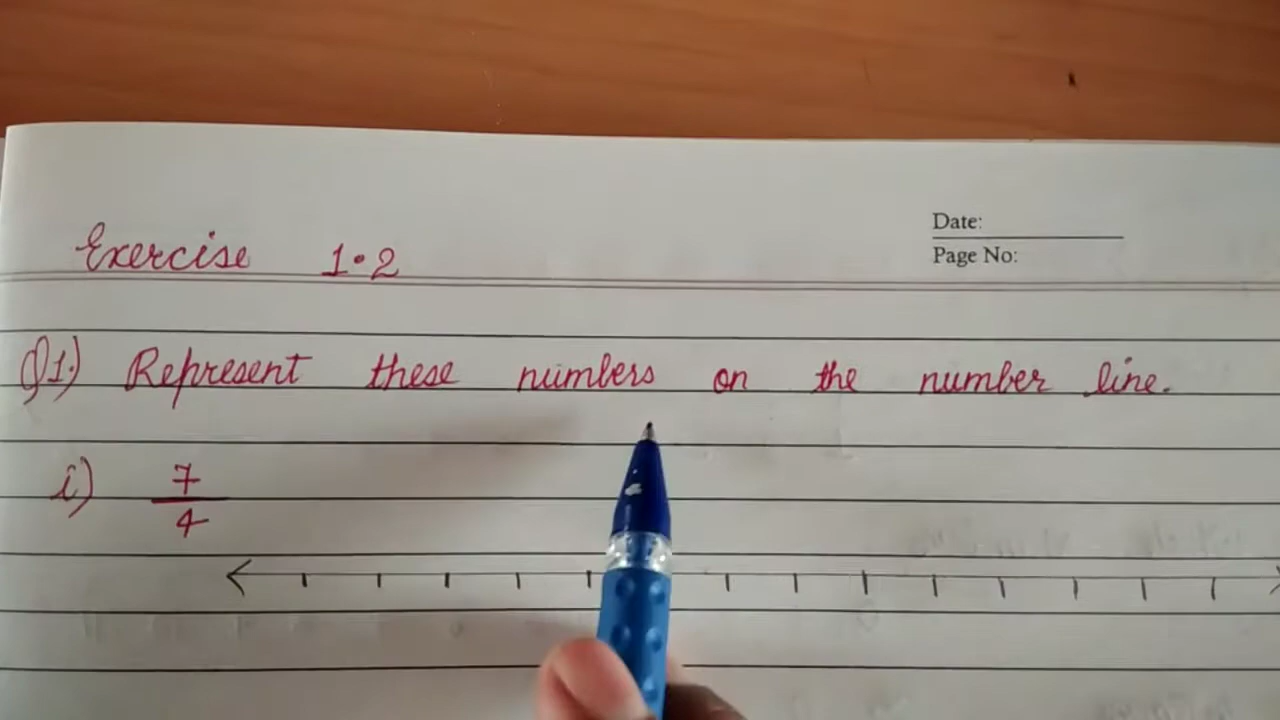 Date:
Page No:
Exercise 1.2
Q1.) Represent these numbers on the number line.
i) 7/4